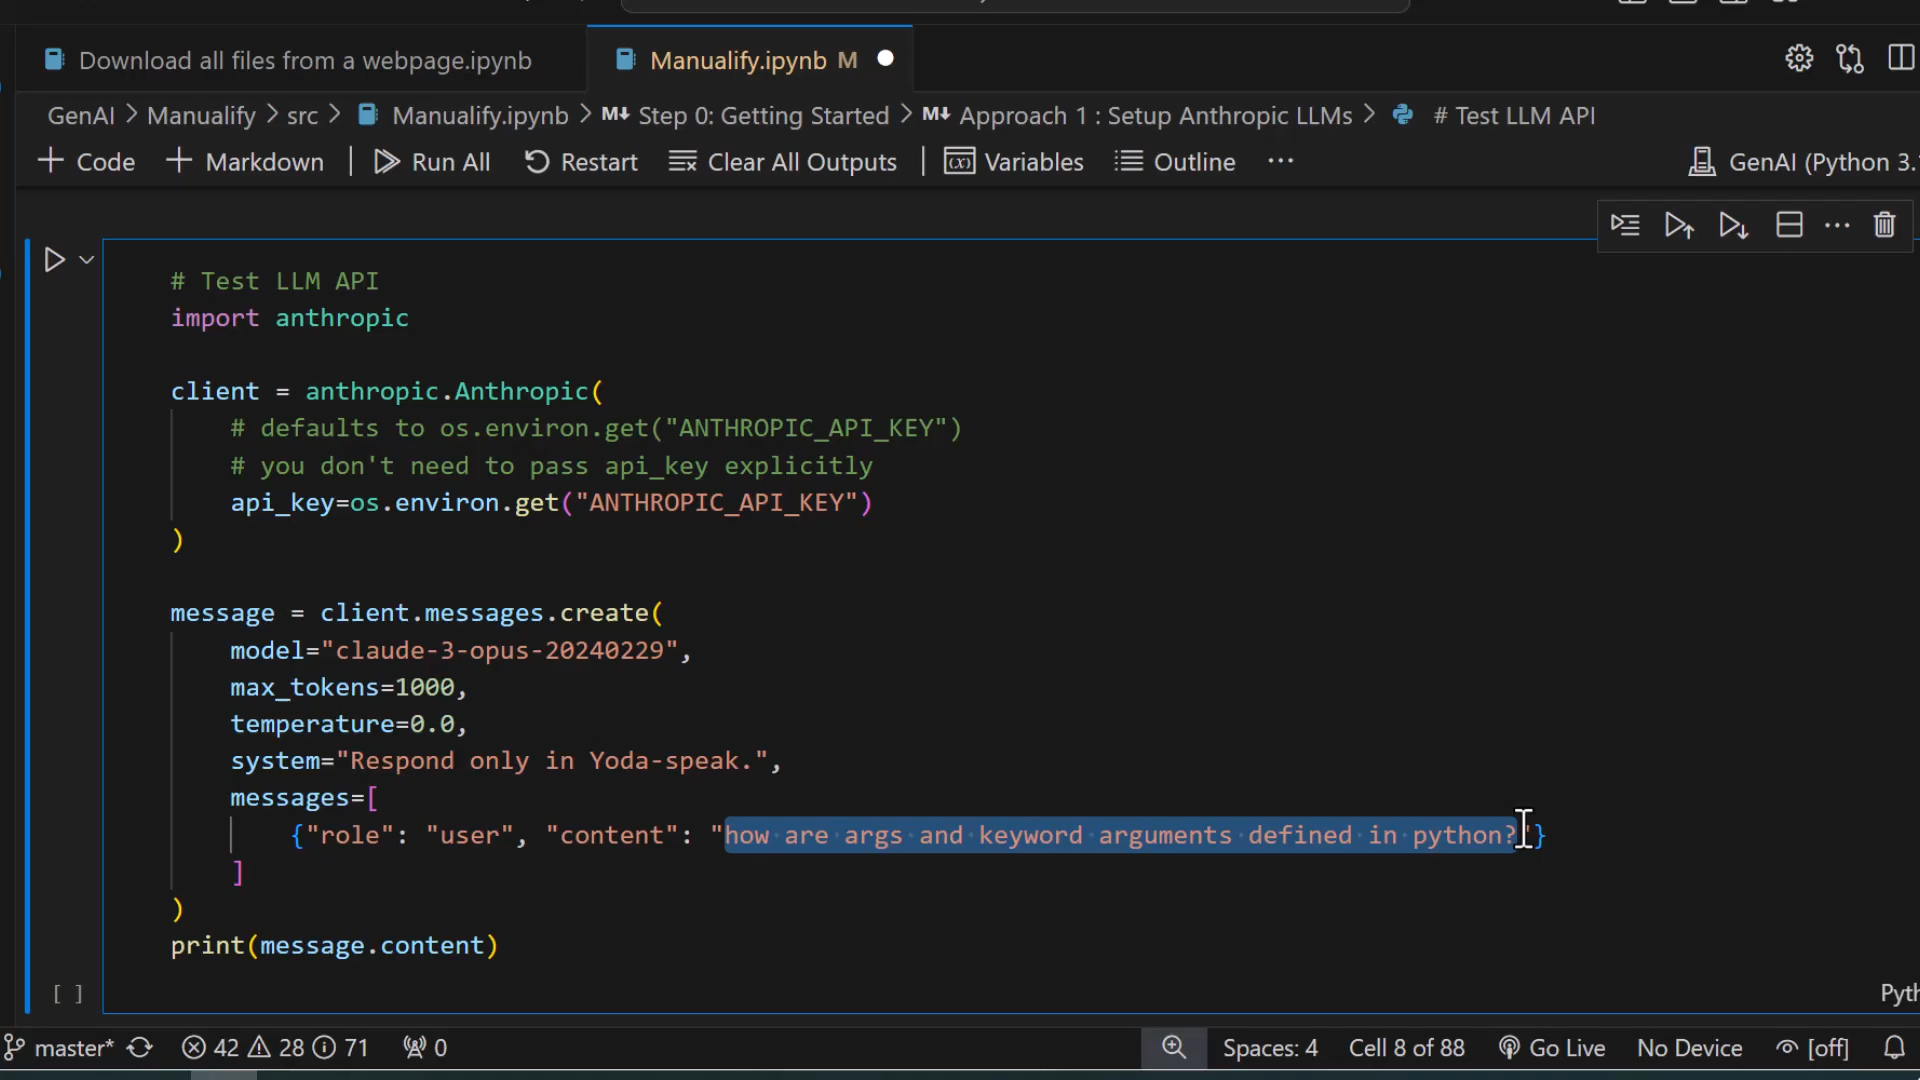 Download all files from a webpage.ipynb
Manualify.ipynb M
GenAI > Manualify > src > Manualify.ipynb > M↓ Step 0: Getting Started > M↓ Approach 1 : Setup Anthropic LLMs > # Test LLM API
+ Code + Markdown | Run All Restart Clear All Outputs | (x) Variables Outline ···
GenAI (Python 3.
# Test LLM API
import anthropic
client = anthropic.Anthropic(
# defaults to os.environ.get("ANTHROPIC_API_KEY")
# you don't need to pass api_key explicitly
api_key=os.environ.get("ANTHROPIC_API_KEY")
)
message = client.messages.create(
model="claude-3-opus-20240229",
max_tokens=1000,
temperature=0.0,
system="Respond only in Yoda-speak.",
messages=[
{"role": "user", "content": "how are args and keyword arguments defined in python?"}
]
)
print(message.content)
[ ]
Pyth
master* 42 28 71 0
Spaces: 4 Cell 8 of 88 Go Live No Device [off]